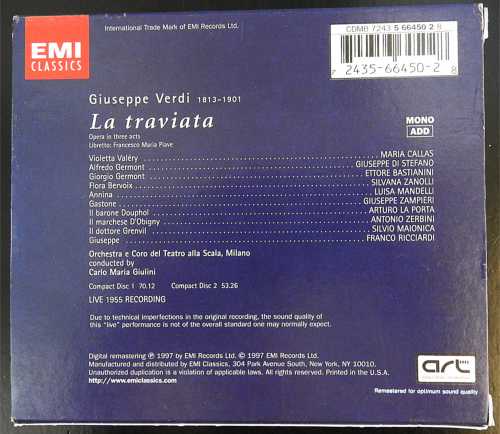 International Trade Mark of EMI Records Ltd.
EMI
CLASSICS
CDMB 7243 5 66450 2 8
7 2435-66450-2 8
Giuseppe Verdi 1813–1901
La traviata
Opera in three acts
Libretto: Francesco Maria Piave
MONO
ADD
Violetta Valéry MARIA CALLAS
Alfredo Germont GIUSEPPE DI STEFANO
Giorgio Germont ETTORE BASTIANINI
Flora Bervoix SILVANA ZANOLLI
Annina LUISA MANDELLI
Gastone GIUSEPPE ZAMPIERI
Il barone Douphol ARTURO LA PORTA
Il marchese D'Obigny ANTONIO ZERBINI
Il dottore Grenvil SILVIO MAIONICA
Giuseppe FRANCO RICCIARDI
Orchestra e Coro del Teatro alla Scala, Milano
conducted by
Carlo Maria Giulini
Compact Disc 1 70.12 Compact Disc 2 53.26
LIVE 1955 RECORDING
Due to technical imperfections in the original recording, the sound quality of
this "live" performance is not of the overall standard one may normally expect.
Digital remastering ℗ 1997 by EMI Records Ltd. © 1997 EMI Records Ltd.
Manufactured and distributed by EMI Classics, 304 Park Avenue South, New York, NY 10010.
Unauthorized duplication is a violation of applicable laws. All rights reserved. Printed in the U.S.A.
http://www.emiclassics.com
art
Remastered for optimum sound quality